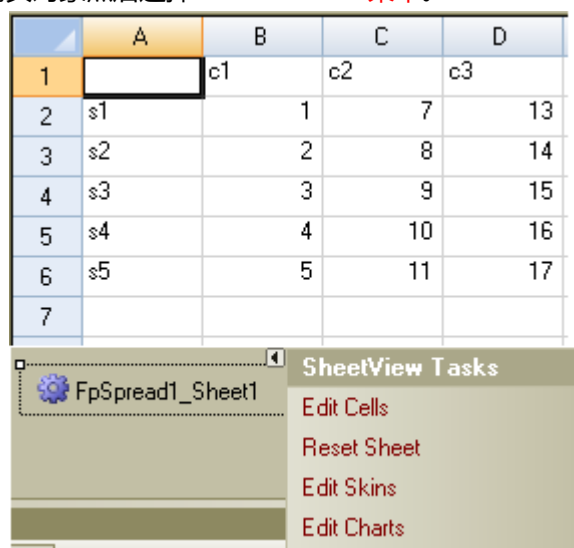 A B C D
1 c1 c2 c3
2 s1 1 7 13
3 s2 2 8 14
4 s3 3 9 15
5 s4 4 10 16
6 s5 5 11 17
7
SheetView Tasks
FpSpread1_Sheet1
Edit Cells
Reset Sheet
Edit Skins
Edit Charts